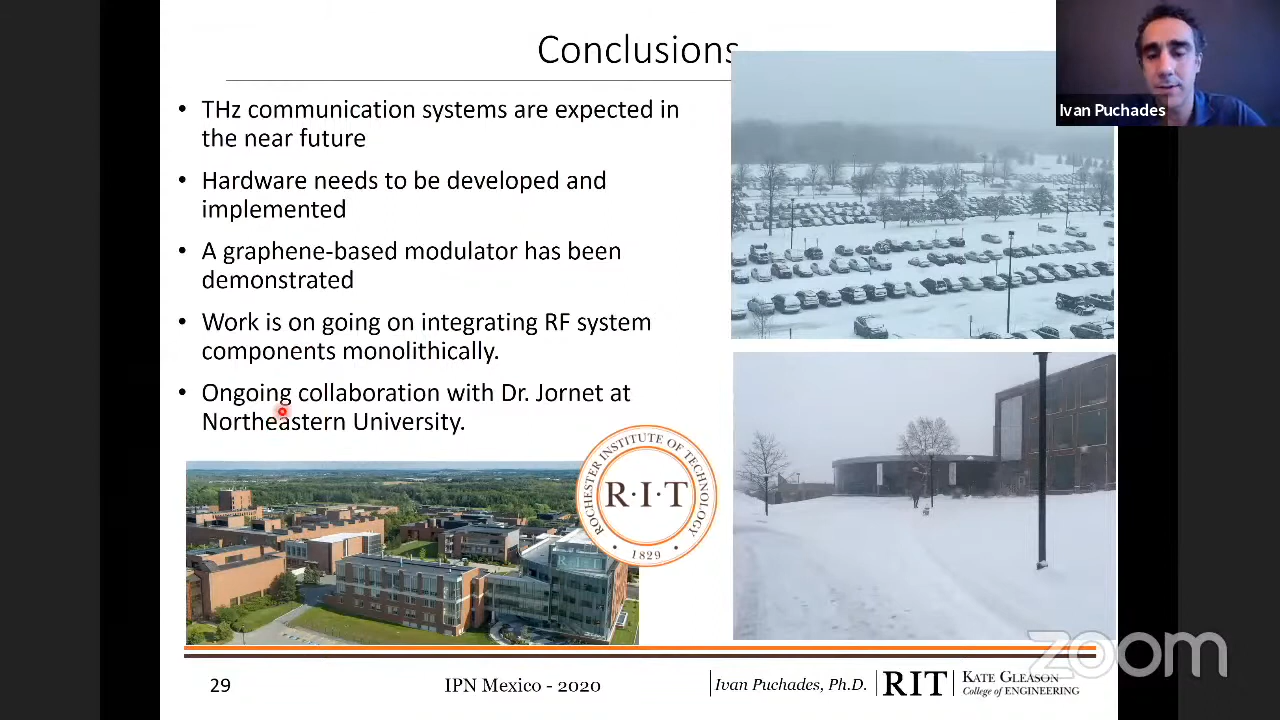 Conclusions
Ivan Puchades
• THz communication systems are expected in
the near future
• Hardware needs to be developed and
implemented
• A graphene-based modulator has been
demonstrated
• Work is on going on integrating RF system
components monolithically.
• Ongoing collaboration with Dr. Jornet at
Northeastern University.
ROCHESTER INSTITUTE OF TECHNOLOGY
R·I·T
• 1829 •
zoom
29
IPN Mexico - 2020
Ivan Puchades, Ph.D.
RIT
KATE GLEASON
College of ENGINEERING